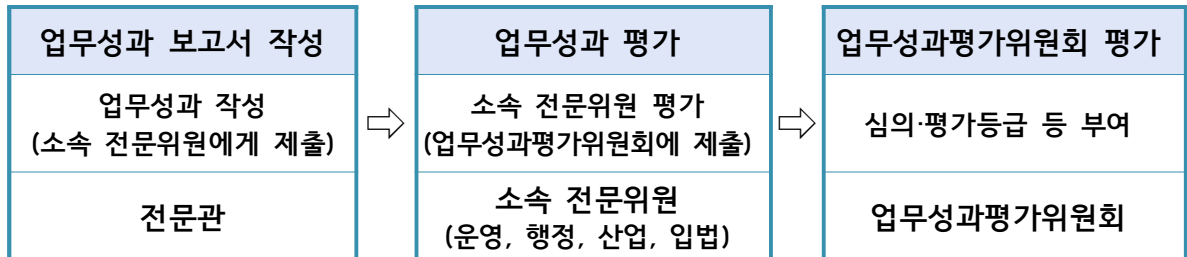 업무성과 보고서 작성
업무성과 작성
(소속 전문위원에게 제출)
전문관
업무성과 평가
소속 전문위원 평가
(업무성과평가위원회에 제출)
소속 전문위원
(운영, 행정, 산업, 입법)
업무성과평가위원회 평가
심의·평가등급 등 부여
업무성과평가위원회